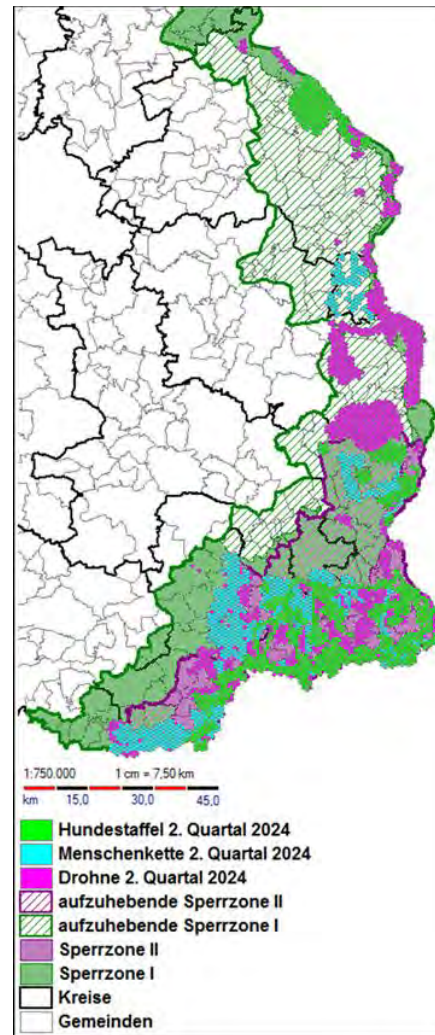 1:750.000 1 cm = 7,50 km
km 15,0 30,0 45,0
Hundestaffel 2. Quartal 2024
Menschenkette 2. Quartal 2024
Drohne 2. Quartal 2024
aufzuhebende Sperrzone II
aufzuhebende Sperrzone I
Sperrzone II
Sperrzone I
Kreise
Gemeinden